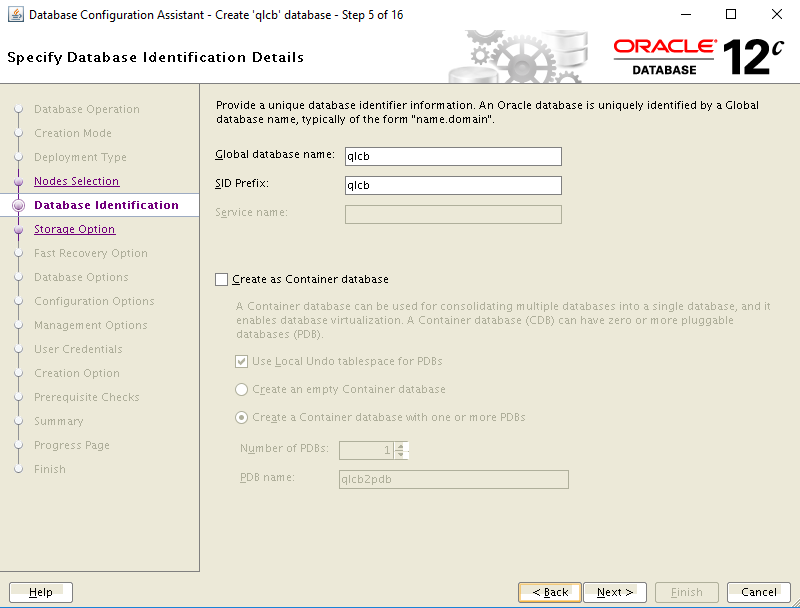 Database Configuration Assistant - Create 'qlcb' database - Step 5 of 16
Specify Database Identification Details
ORACLE®
DATABASE
12c
Database Operation
Creation Mode
Deployment Type
Nodes Selection
Database Identification
Storage Option
Fast Recovery Option
Database Options
Configuration Options
Management Options
User Credentials
Creation Option
Prerequisite Checks
Summary
Progress Page
Finish
Provide a unique database identifier information. An Oracle database is uniquely identified by a Global
database name, typically of the form "name.domain".
Global database name: qlcb
SID Prefix: qlcb
Service name:
Create as Container database
A Container database can be used for consolidating multiple databases into a single database, and it
enables database virtualization. A Container database (CDB) can have zero or more pluggable
databases (PDB).
Use Local Undo tablespace for PDBs
Create an empty Container database
Create a Container database with one or more PDBs
Number of PDBs: 1
PDB name: qlcb2pdb
Help < Back Next > Finish Cancel